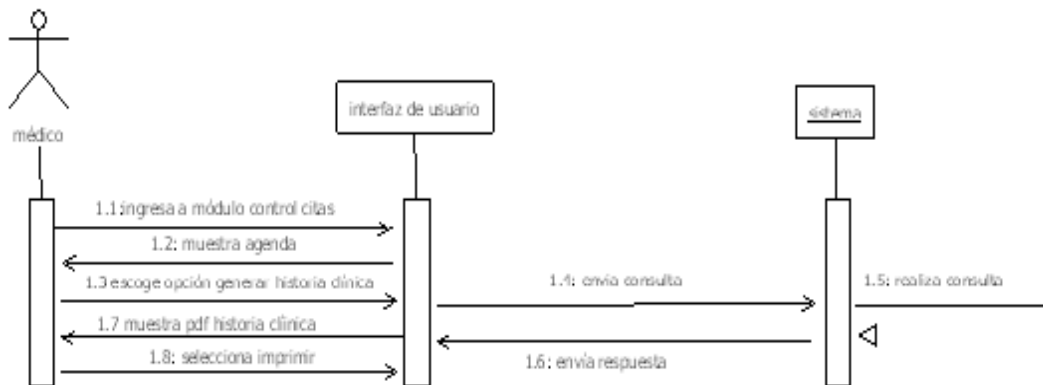 médico
interfaz de usuario
sistema
1.1:ingresa a módulo control citas
1.2: muestra agenda
1.3 escoge opción generar historia clínica
1.4: envia consulta
1.5: realiza consulta
1.7 muestra pdf historia clínica
1.6: envía respuesta
1.8: selecciona imprimir